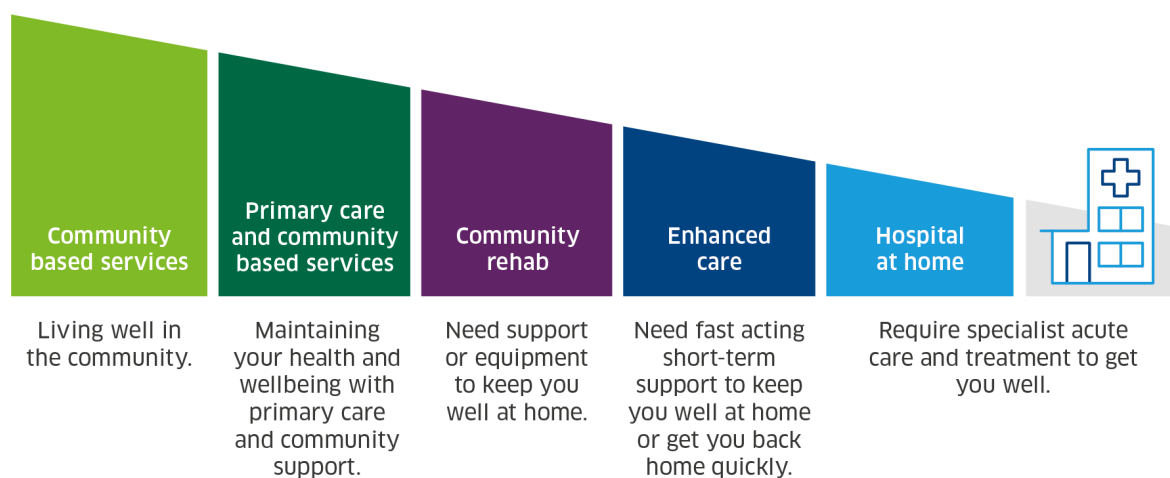 Community
based services
Primary care
and community
based services
Community
rehab
Enhanced
care
Hospital
at home
Living well in
the community.
Maintaining
your health and
wellbeing with
primary care
and community
support.
Need support
or equipment
to keep you
well at home.
Need fast acting
short-term
support to keep
you well at home
or get you back
home quickly.
Require specialist acute
care and treatment to get
you well.